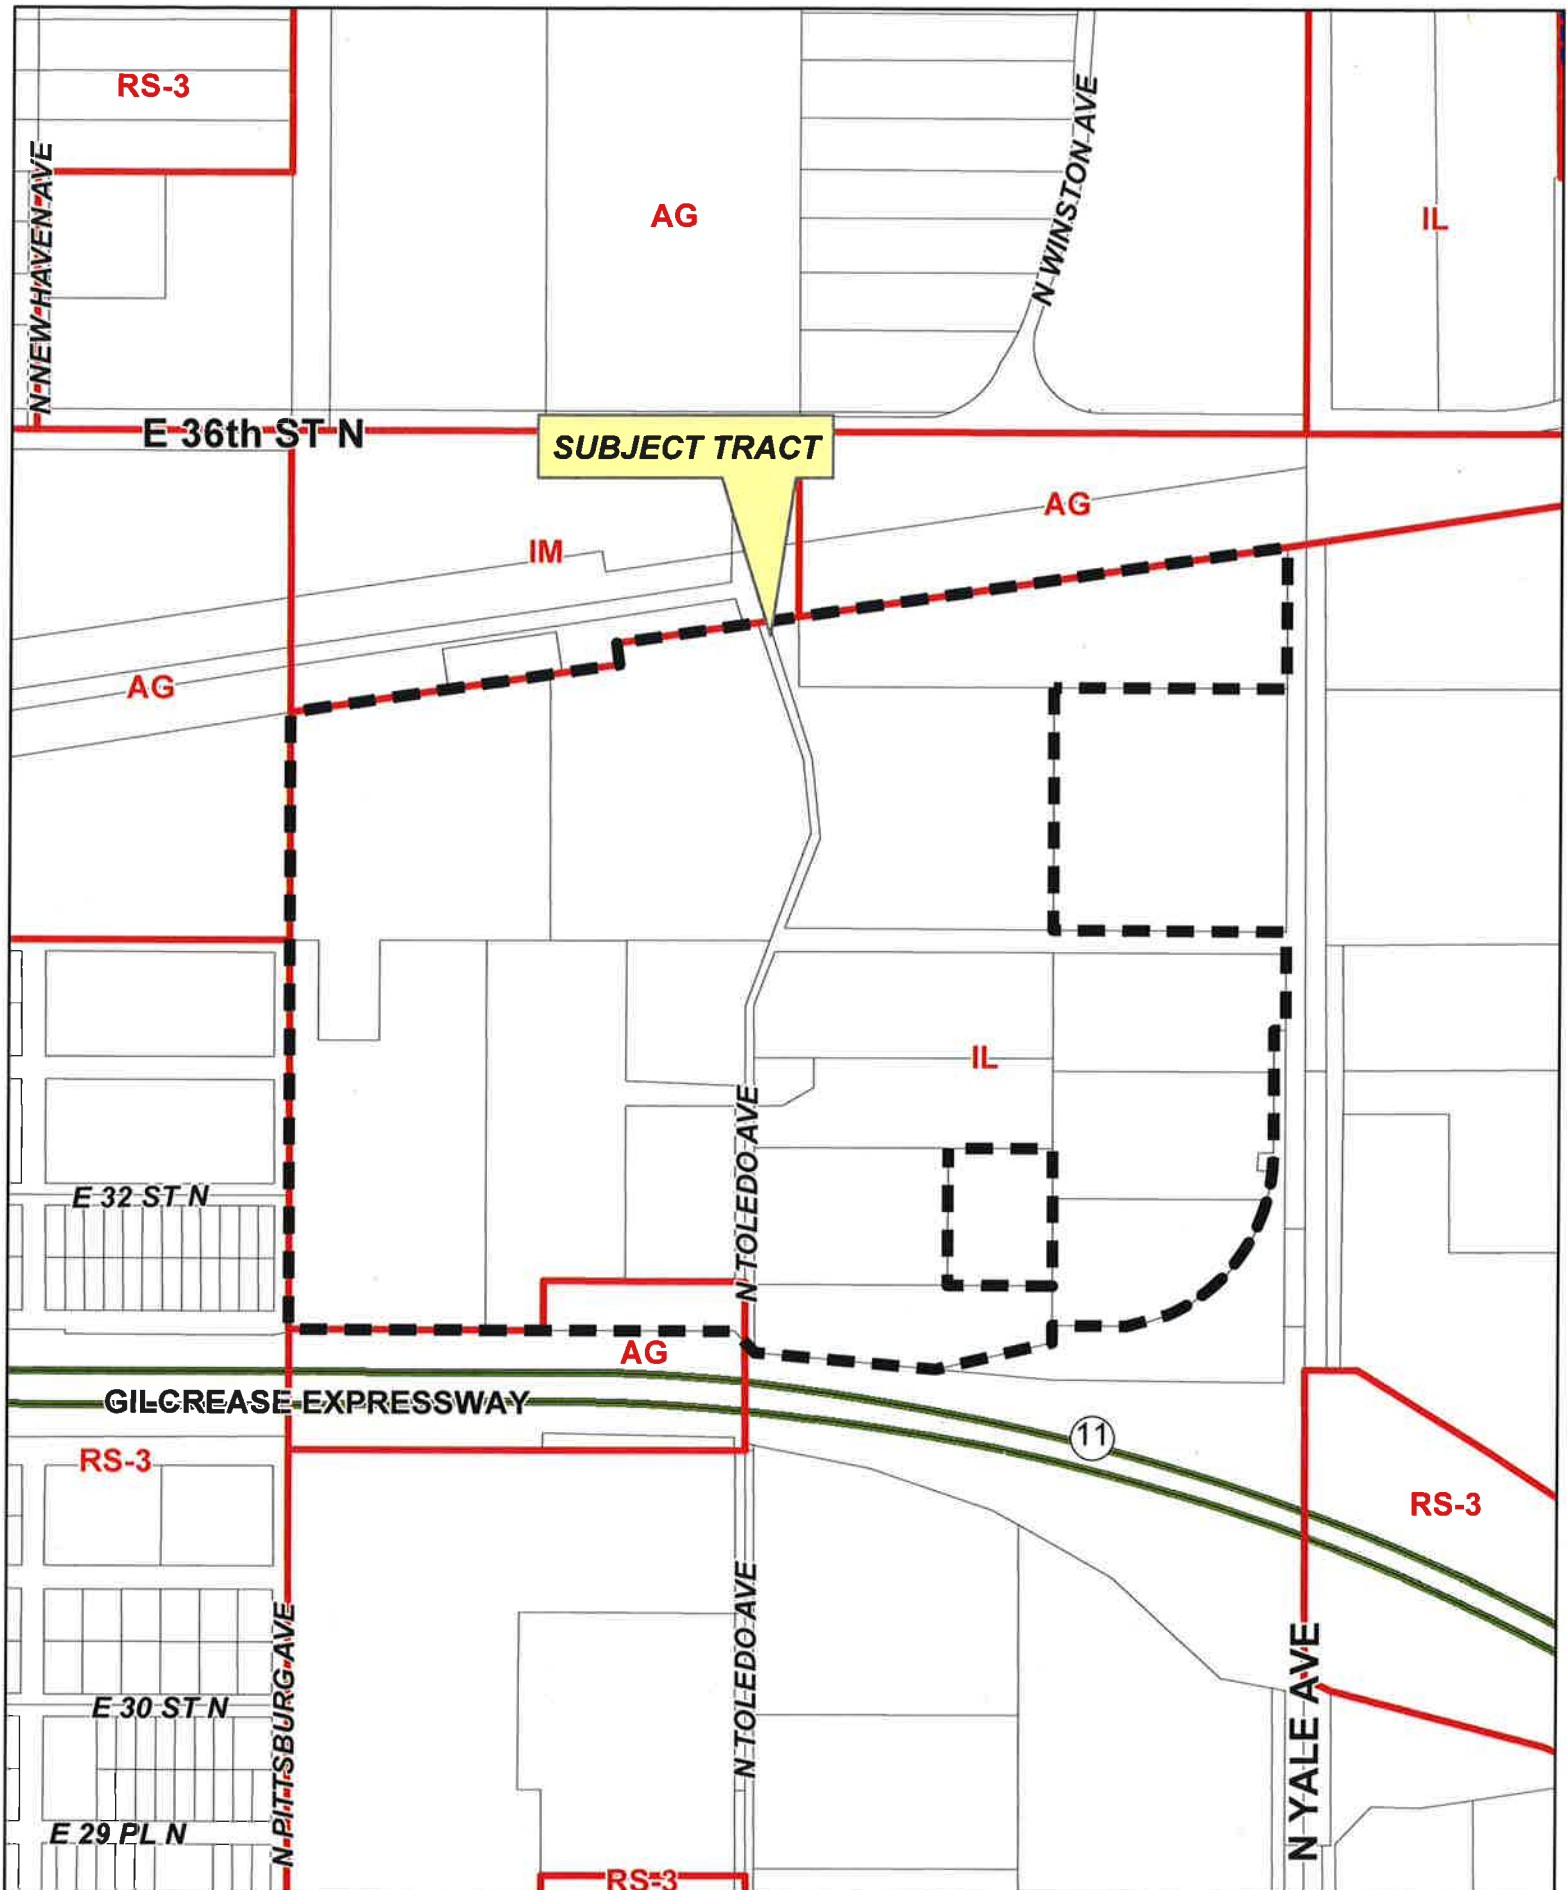 RS-3
N NEW HAVEN AVE
AG
N WINSTON AVE
IL
E 36th ST N
SUBJECT TRACT
AG
IM
AG
IL
N TOLEDO AVE
E 32 ST N
AG
GILCREASE EXPRESSWAY
11
RS-3
RS-3
N PITTSBURG AVE
N TOLEDO AVE
N YALE AVE
E 30 ST N
E 29 PL N
RS-3